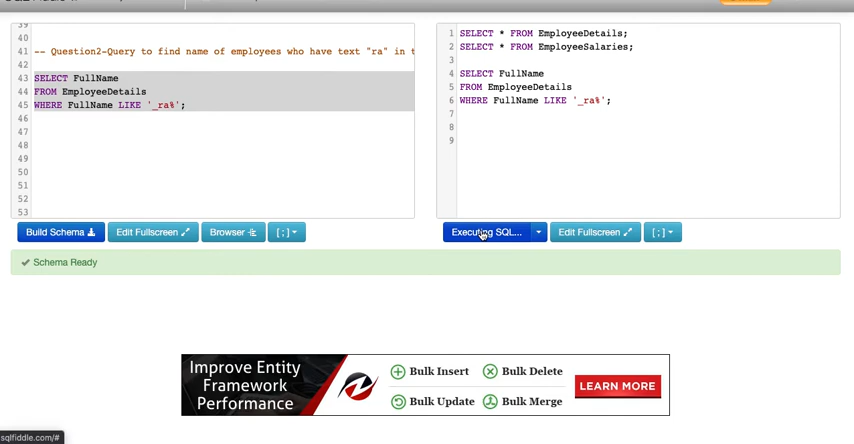 39
40
41 -- Question2-Query to find name of employees who have text "ra" in t
42
43 SELECT FullName
44 FROM EmployeeDetails
45 WHERE FullName LIKE '_ra%';
46
47
48
49
50
51
52
53
1 SELECT * FROM EmployeeDetails;
2 SELECT * FROM EmployeeSalaries;
3
4 SELECT FullName
5 FROM EmployeeDetails
6 WHERE FullName LIKE '_ra%';
7
8
9
Build Schema Edit Fullscreen Browser [ ; ]
Executing SQL... Edit Fullscreen [ ; ]
Schema Ready
Improve Entity
Framework
Performance
Bulk Insert Bulk Delete
Bulk Update Bulk Merge
LEARN MORE
sqlfiddle.com/#